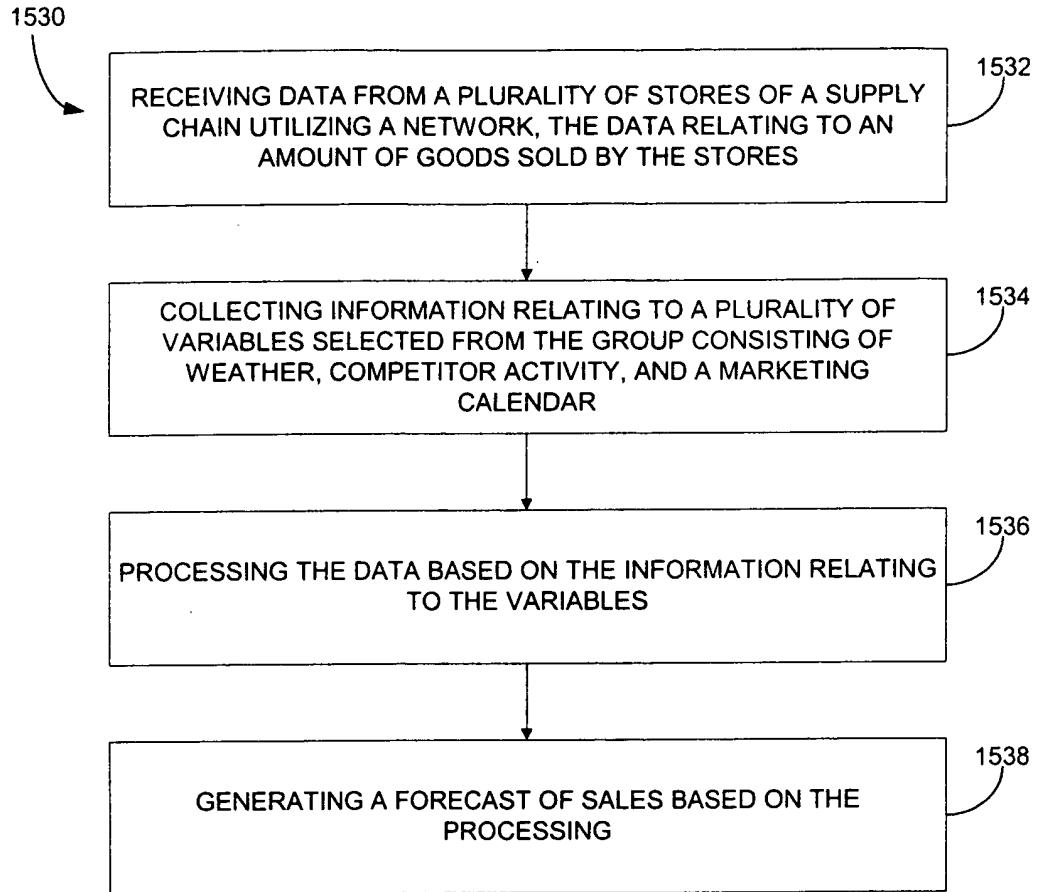 1530
1532
RECEIVING DATA FROM A PLURALITY OF STORES OF A SUPPLY
CHAIN UTILIZING A NETWORK, THE DATA RELATING TO AN
AMOUNT OF GOODS SOLD BY THE STORES
1534
COLLECTING INFORMATION RELATING TO A PLURALITY OF
VARIABLES SELECTED FROM THE GROUP CONSISTING OF
WEATHER, COMPETITOR ACTIVITY, AND A MARKETING
CALENDAR
1536
PROCESSING THE DATA BASED ON THE INFORMATION RELATING
TO THE VARIABLES
1538
GENERATING A FORECAST OF SALES BASED ON THE
PROCESSING